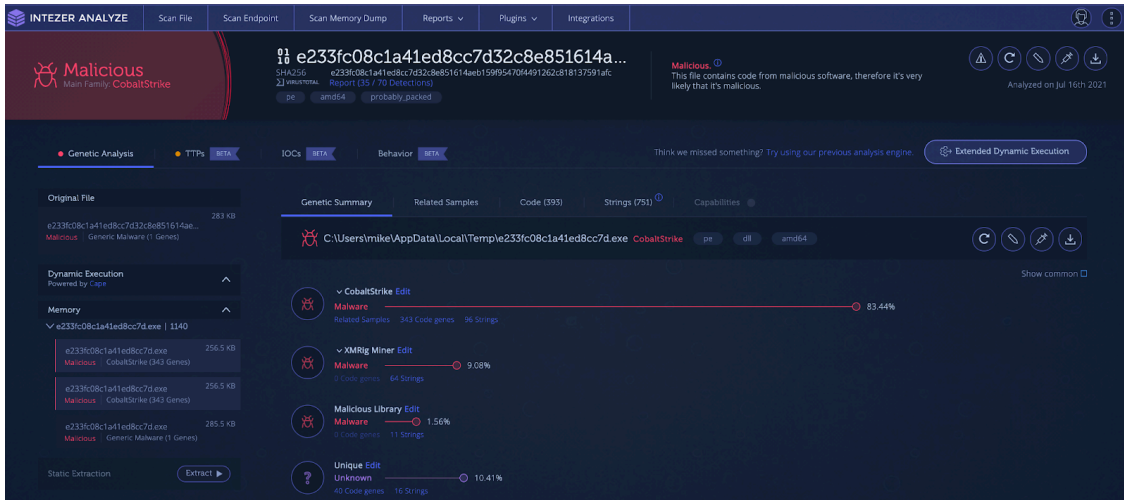 INTEZER ANALYZE
Scan File
Scan Endpoint
Scan Memory Dump
Reports
Plugins
Integrations
Malicious
Main Family: CobaltStrike
e233fc08c1a41ed8cc7d32c8e851614a...
SHA256 e233fc08c1a41ed8cc7d32c8e851614aeb159f95470f4491262c818137591afc
VIRUSTOTAL Report (35 / 70 Detections)
pe amd64 probably_packed
Malicious.
This file contains code from malicious software, therefore it's very
likely that it's malicious.
Analyzed on Jul 16th 2021
Genetic Analysis
TTPs BETA
IOCs BETA
Behavior BETA
Think we missed something? Try using our previous analysis engine.
Extended Dynamic Execution
Original File
283 KB
e233fc08c1a41ed8cc7d32c8e851614ae...
Malicious Generic Malware (1 Genes)
Dynamic Execution
Powered by Cape
Memory
e233fc08c1a41ed8cc7d.exe | 1140
e233fc08c1a41ed8cc7d.exe 256.5 KB
Malicious CobaltStrike (343 Genes)
e233fc08c1a41ed8cc7d.exe 256.5 KB
Malicious CobaltStrike (343 Genes)
e233fc08c1a41ed8cc7d.exe 285.5 KB
Malicious Generic Malware (1 Genes)
Static Extraction Extract
Genetic Summary
Related Samples
Code (393)
Strings (751)
Capabilities
C:\Users\mike\AppData\Local\Temp\e233fc08c1a41ed8cc7d.exe CobaltStrike pe dll amd64
Show common
CobaltStrike Edit
Malware 83.44%
Related Samples 343 Code genes 96 Strings
XMRig Miner Edit
Malware 9.08%
0 Code genes 64 Strings
Malicious Library Edit
Malware 1.56%
0 Code genes 11 Strings
Unique Edit
Unknown 10.41%
40 Code genes 16 Strings